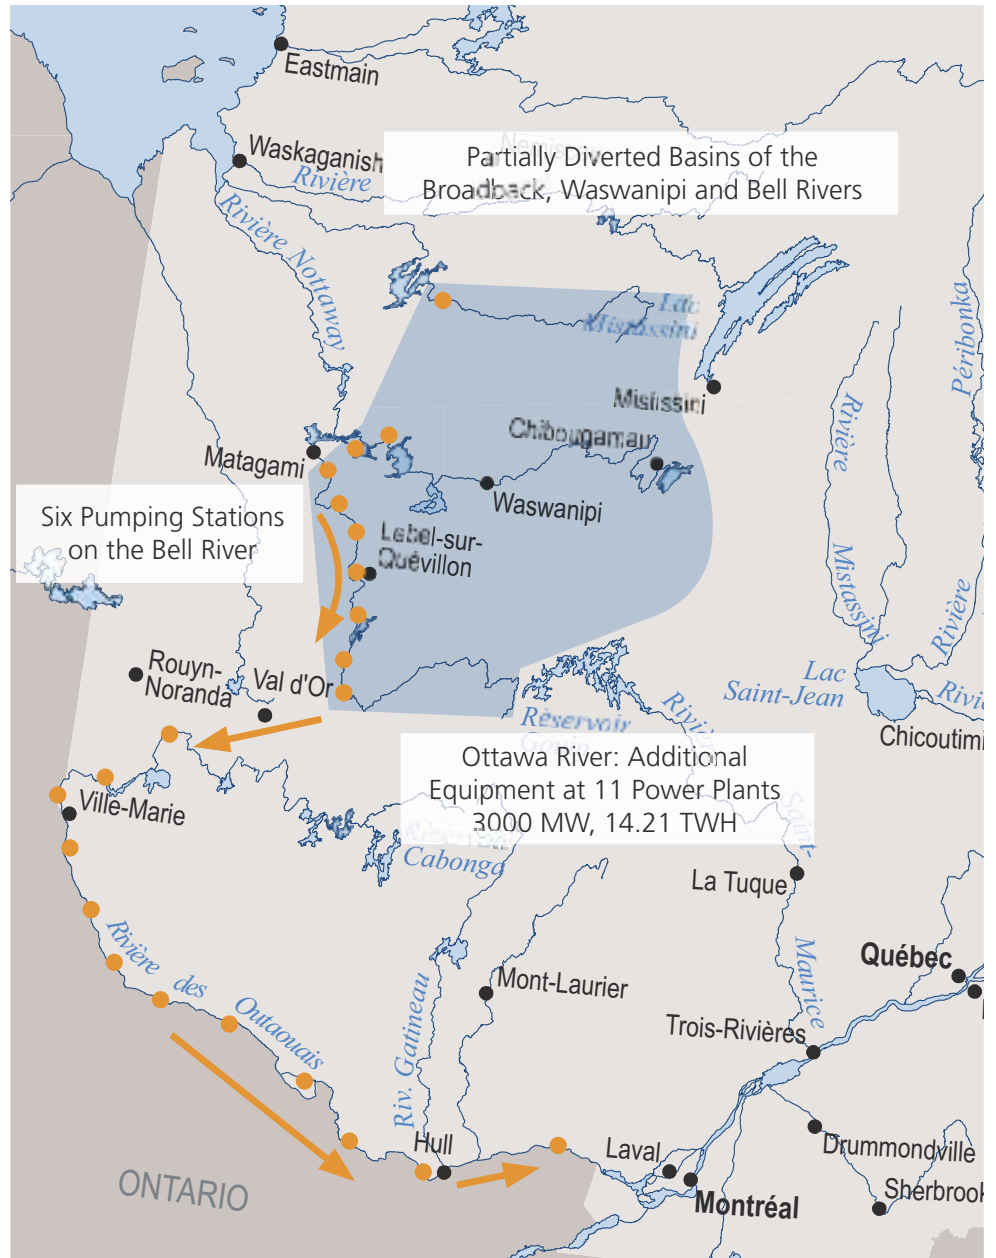 Eastmain
Waskaganish
Rivière
Partially Diverted Basins of the
Broadback, Waswanipi and Bell Rivers
Rivière Nottaway
Lac
Mistassini
Mistissini
Péribonka
Chibougamau
Matagami
Rivière
Waswanipi
Six Pumping Stations
on the Bell River
Lebel-sur-
Quévillon
Mistassini
Rivière
Rouyn-
Noranda
Val d'Or
Lac
Saint-Jean
Réservoir
Gouin
Rivière
Chicoutimi
Ottawa River: Additional
Equipment at 11 Power Plants
3000 MW, 14.21 TWH
Ville-Marie
Cabonga
Saint-
La Tuque
Maurice
Rivière des Outaouais
Riv. Gatineau
Mont-Laurier
Québec
Trois-Rivières
Hull
Laval
Drummondville
Montréal
Sherbrook
ONTARIO